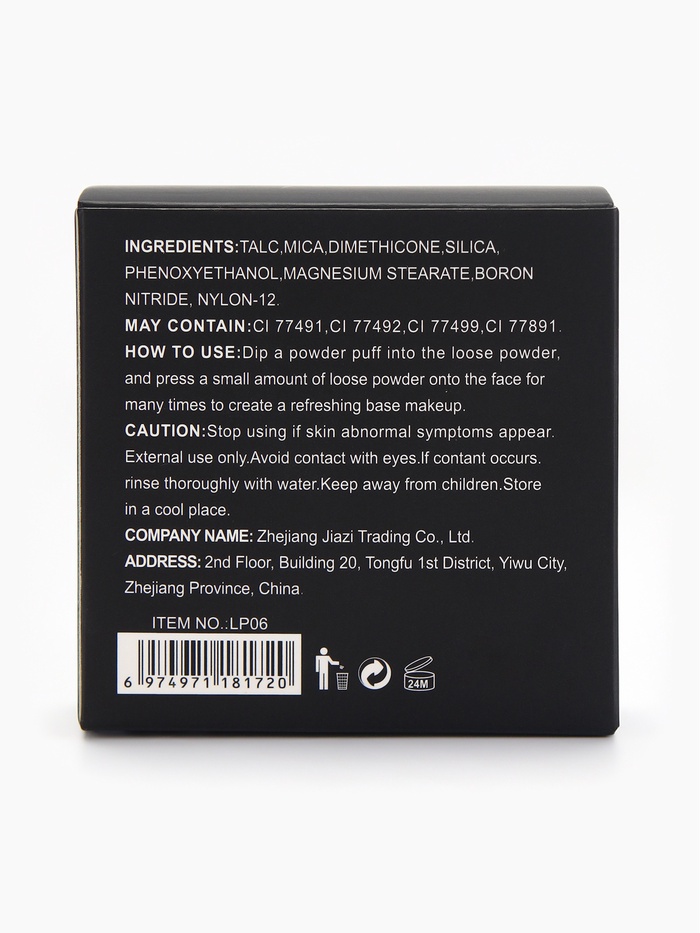 INGREDIENTS:TALC,MICA,DIMETHICONE,SILICA,
PHENOXYETHANOL,MAGNESIUM STEARATE,BORON
NITRIDE, NYLON-12.
MAY CONTAIN:CI 77491,CI 77492,CI 77499,CI 77891.
HOW TO USE:Dip a powder puff into the loose powder,
and press a small amount of loose powder onto the face for
many times to create a refreshing base makeup.
CAUTION:Stop using if skin abnormal symptoms appear.
External use only.Avoid contact with eyes.If contant occurs.
rinse thoroughly with water.Keep away from children.Store
in a cool place.
COMPANY NAME: Zhejiang Jiazi Trading Co., Ltd.
ADDRESS: 2nd Floor, Building 20, Tongfu 1st District, Yiwu City,
Zhejiang Province, China.
ITEM NO.:LP06
6 974971 181720
24M